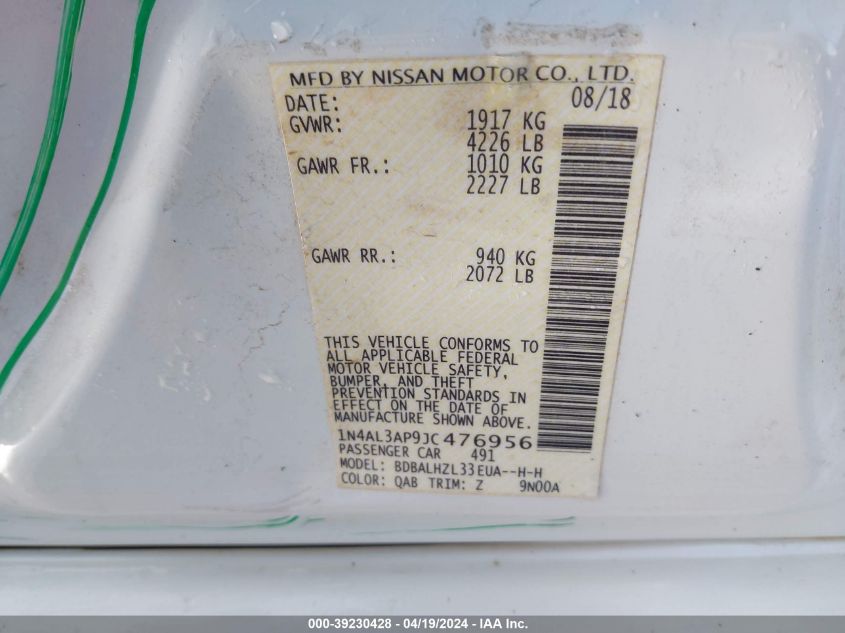 MFD BY NISSAN MOTOR CO., LTD.
DATE: 08/18
GVWR: 1917 KG
4226 LB
GAWR FR.: 1010 KG
2227 LB
GAWR RR.: 940 KG
2072 LB
THIS VEHICLE CONFORMS TO
ALL APPLICABLE FEDERAL
MOTOR VEHICLE SAFETY,
BUMPER, AND THEFT
PREVENTION STANDARDS IN
EFFECT ON THE DATE OF
MANUFACTURE SHOWN ABOVE.
1N4AL3AP9JC476956
PASSENGER CAR 491
MODEL: BDBALHZL33EUA--H-H
COLOR: QAB TRIM: Z 9N00A
000-39230428 - 04/19/2024 - IAA Inc.